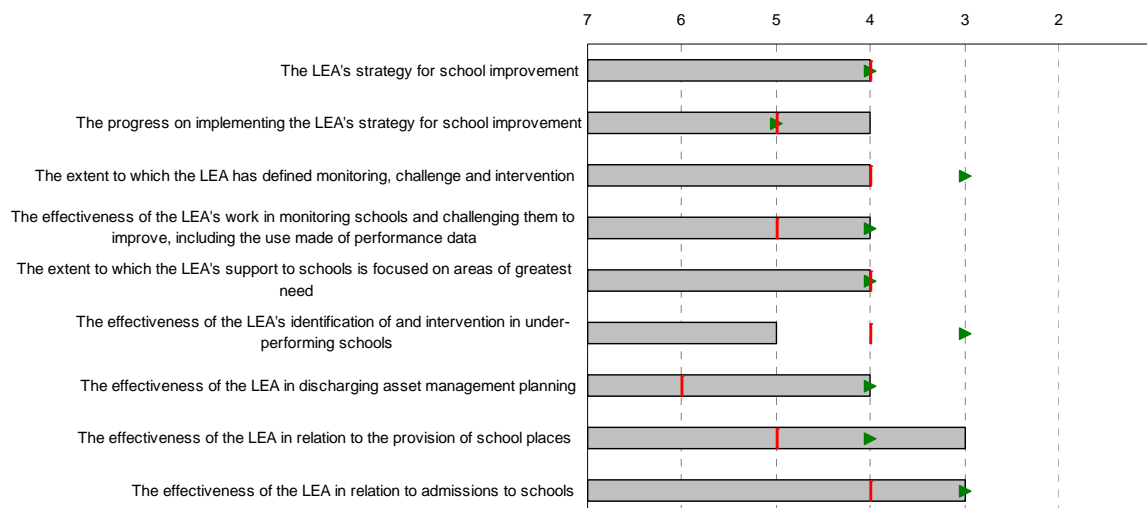 7 6 5 4 3 2
The LEA's strategy for school improvement
The progress on implementing the LEA's strategy for school improvement
The extent to which the LEA has defined monitoring, challenge and intervention
The effectiveness of the LEA's work in monitoring schools and challenging them to
improve, including the use made of performance data
The extent to which the LEA's support to schools is focused on areas of greatest
need
The effectiveness of the LEA's identification of and intervention in under-
performing schools
The effectiveness of the LEA in discharging asset management planning
The effectiveness of the LEA in relation to the provision of school places
The effectiveness of the LEA in relation to admissions to schools